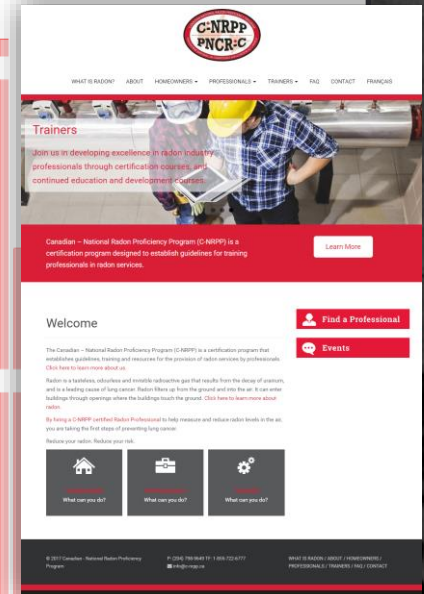 C-NRPP
PNCR-C
WHAT IS RADON? ABOUT HOMEOWNERS PROFESSIONALS TRAINERS FAQ CONTACT FRANÇAIS
Trainers
Join us in developing excellence in radon industry
professionals through certification courses, and
continued education and development courses.
Canadian – National Radon Proficiency Program (C-NRPP) is a
certification program designed to establish guidelines for training
professionals in radon services.
Learn More
Welcome
Find a Professional
Events
The Canadian – National Radon Proficiency Program (C-NRPP) is a certification program that
establishes guidelines, training and resources for the provision of radon services by professionals.
Click here to learn more about us.
Radon is a tasteless, odourless and invisible radioactive gas that results from the decay of uranium,
and is a leading cause of lung cancer. Radon filters up from the ground and into the air. It can enter
buildings through openings where the buildings touch the ground. Click here to learn more about
radon.
By hiring a C-NRPP certified Radon Professional to help measure and reduce radon levels in the air,
you are taking the first steps of preventing lung cancer.
Reduce your radon. Reduce your risk.
What can you do?
What can you do?
What can you do?
© 2017 Canadian - National Radon Proficiency
Program
WHAT IS RADON / ABOUT / HOMEOWNERS /
PROFESSIONALS / TRAINERS / FAQ / CONTACT